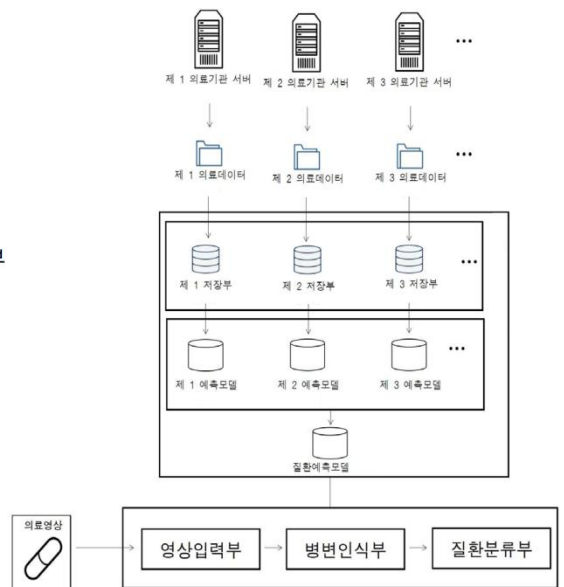 제 1 의료기관 서버
제 2 의료기관 서버
제 3 의료기관 서버
...
제 1 의료데이터
제 2 의료데이터
제 3 의료데이터
...
제 1 저장부
제 2 저장부
제 3 저장부
...
제 1 예측모델
제 2 예측모델
제 3 예측모델
...
질환예측모델
의료영상
영상입력부
병변인식부
질환분류부